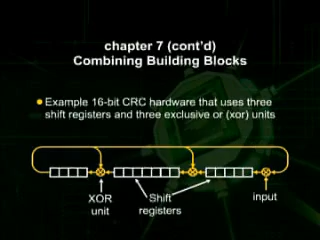 chapter 7 (cont'd)
Combining Building Blocks
Example 16-bit CRC hardware that uses three
shift registers and three exclusive or (xor) units
XOR
unit
Shift
registers
input